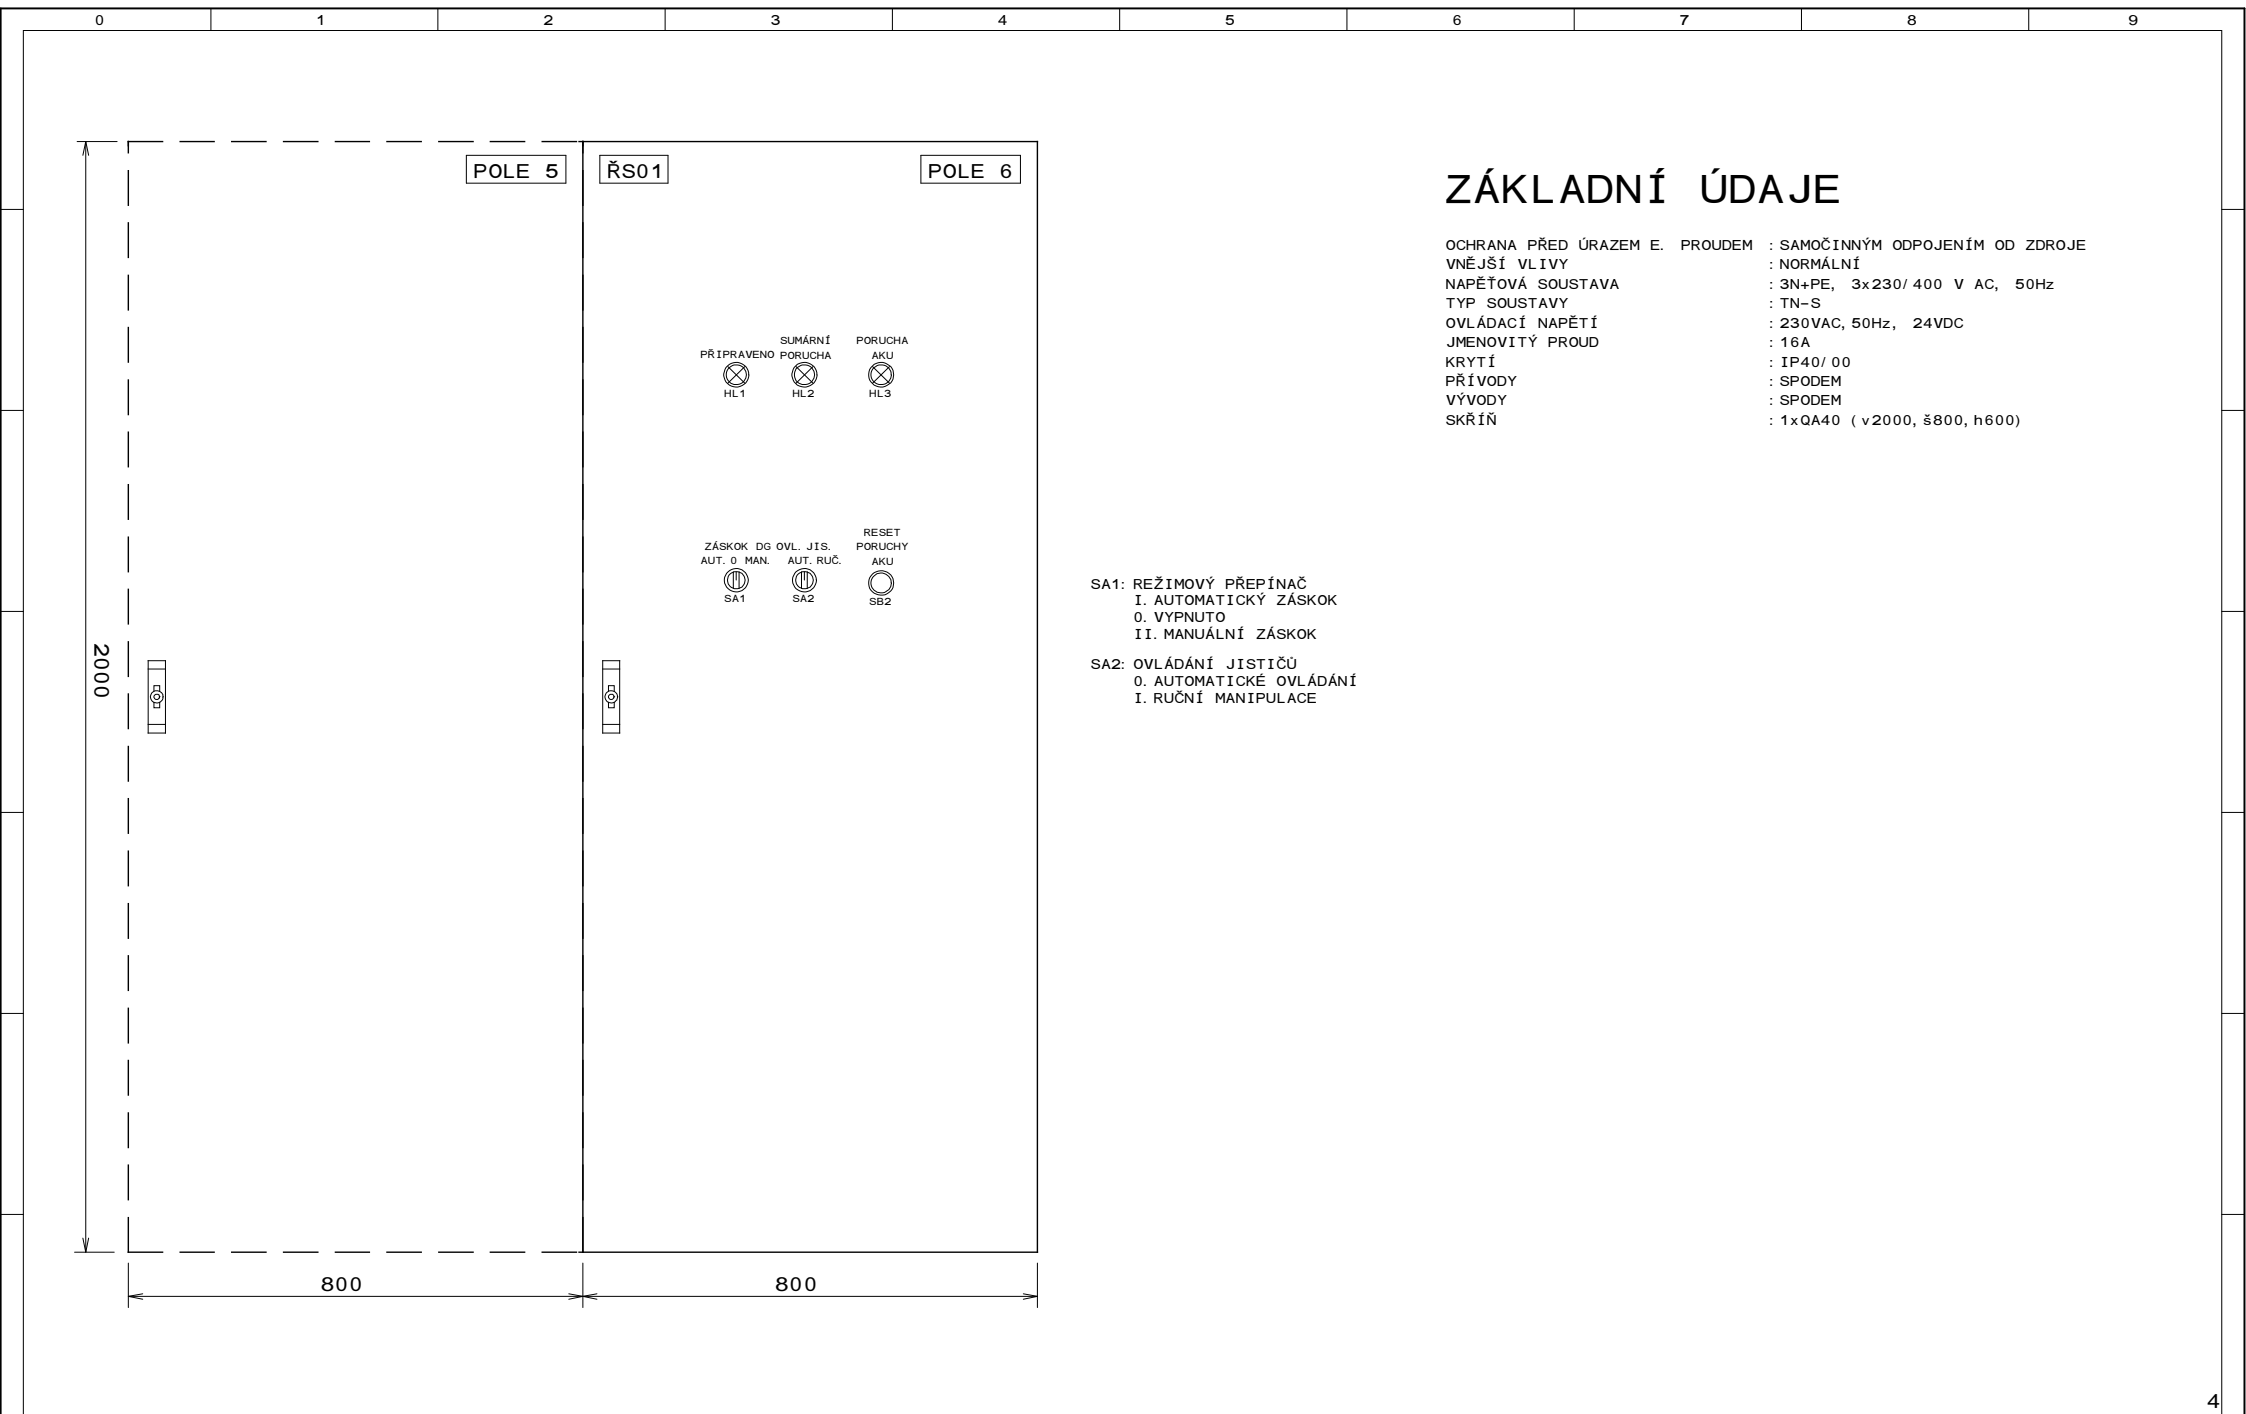 0 1 2 3 4 5 6 7 8 9
POLE 5 ŘS01 POLE 6
ZÁKLADNÍ ÚDAJE
OCHRANA PŘED ÚRAZEM E. PROUDEM : SAMOČINNÝM ODPOJENÍM OD ZDROJE
VNĚJŠÍ VLIVY : NORMÁLNÍ
NAPĚŤOVÁ SOUSTAVA : 3N+PE, 3x230/400 V AC, 50Hz
TYP SOUSTAVY : TN-S
OVLÁDACÍ NAPĚTÍ : 230VAC,50Hz, 24VDC
JMENOVITÝ PROUD : 16A
KRYTÍ : IP40/00
PŘÍVODY : SPODEM
VÝVODY : SPODEM
SKŘÍŇ : 1xQA40 (v2000,š800,h600)
SUMÁRNÍ PORUCHA
PŘIPRAVENO PORUCHA AKU
HL1 HL2 HL3
RESET
ZÁSKOK DG OVL. JIS. PORUCHY
AUT. 0 MAN. AUT. RUČ. AKU
SA1 SA2 SB2
SA1: REŽIMOVÝ PŘEPÍNAČ
I. AUTOMATICKÝ ZÁSKOK
0. VYPNUTO
II. MANUÁLNÍ ZÁSKOK
SA2: OVLÁDÁNÍ JISTIČŮ
0. AUTOMATICKÉ OVLÁDÁNÍ
I. RUČNÍ MANIPULACE
2000
800 800
4